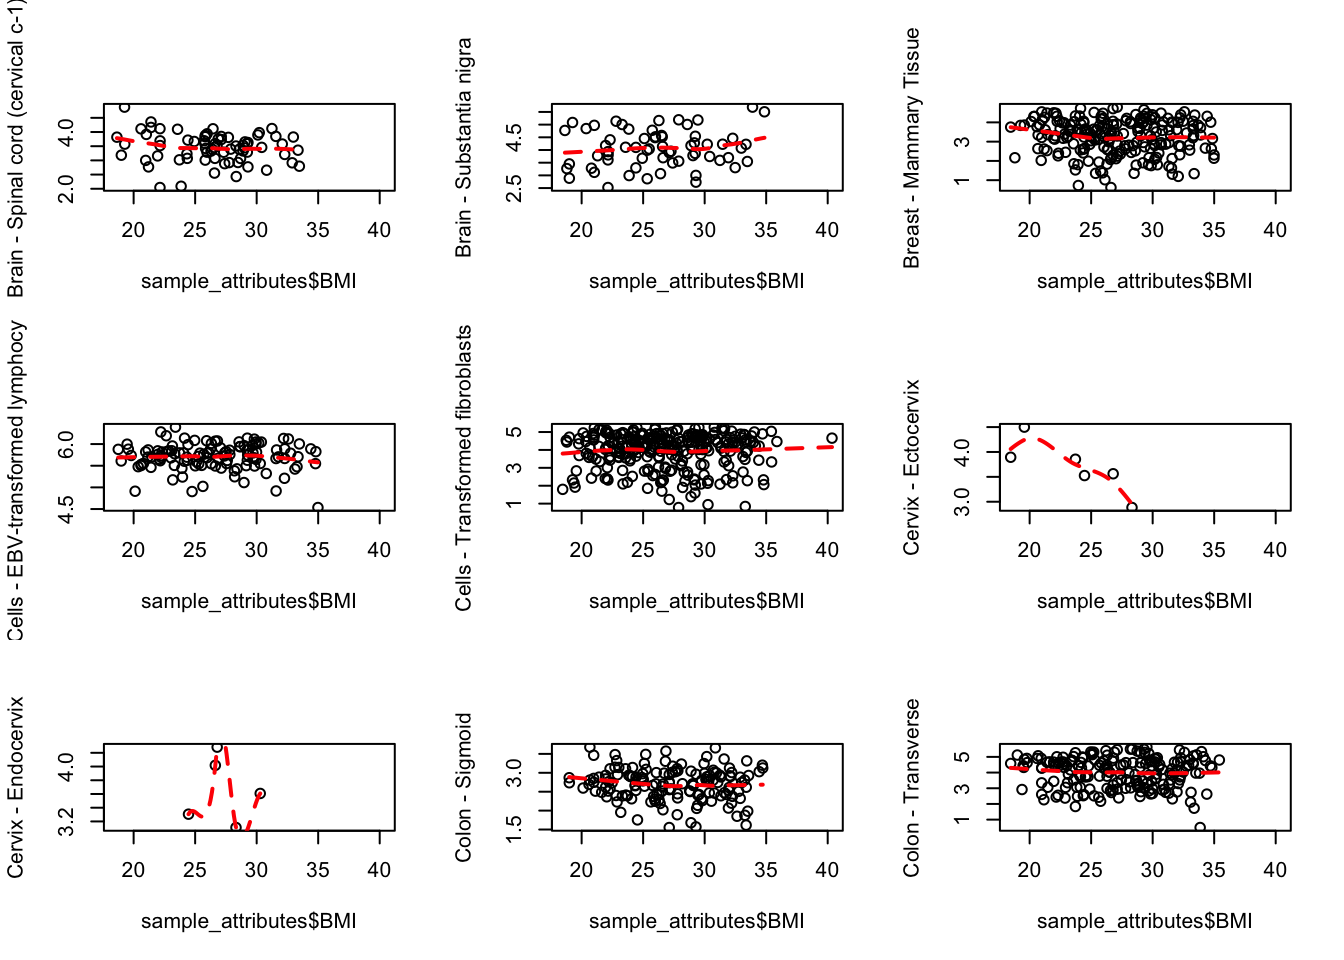 Brain - Spinal cord (cervical c-1)
2.0 4.0
20 25 30 35 40
sample_attributes$BMI
Brain - Substantia nigra
2.5 4.5
20 25 30 35 40
sample_attributes$BMI
Breast - Mammary Tissue
1 3
20 25 30 35 40
sample_attributes$BMI
Cells - EBV-transformed lymphocy
4.5 6.0
20 25 30 35 40
sample_attributes$BMI
Cells - Transformed fibroblasts
1 3 5
20 25 30 35 40
sample_attributes$BMI
Cervix - Ectocervix
3.0 4.0
20 25 30 35 40
sample_attributes$BMI
Cervix - Endocervix
3.2 4.0
20 25 30 35 40
sample_attributes$BMI
Colon - Sigmoid
1.5 3.0
20 25 30 35 40
sample_attributes$BMI
Colon - Transverse
1 3 5
20 25 30 35 40
sample_attributes$BMI